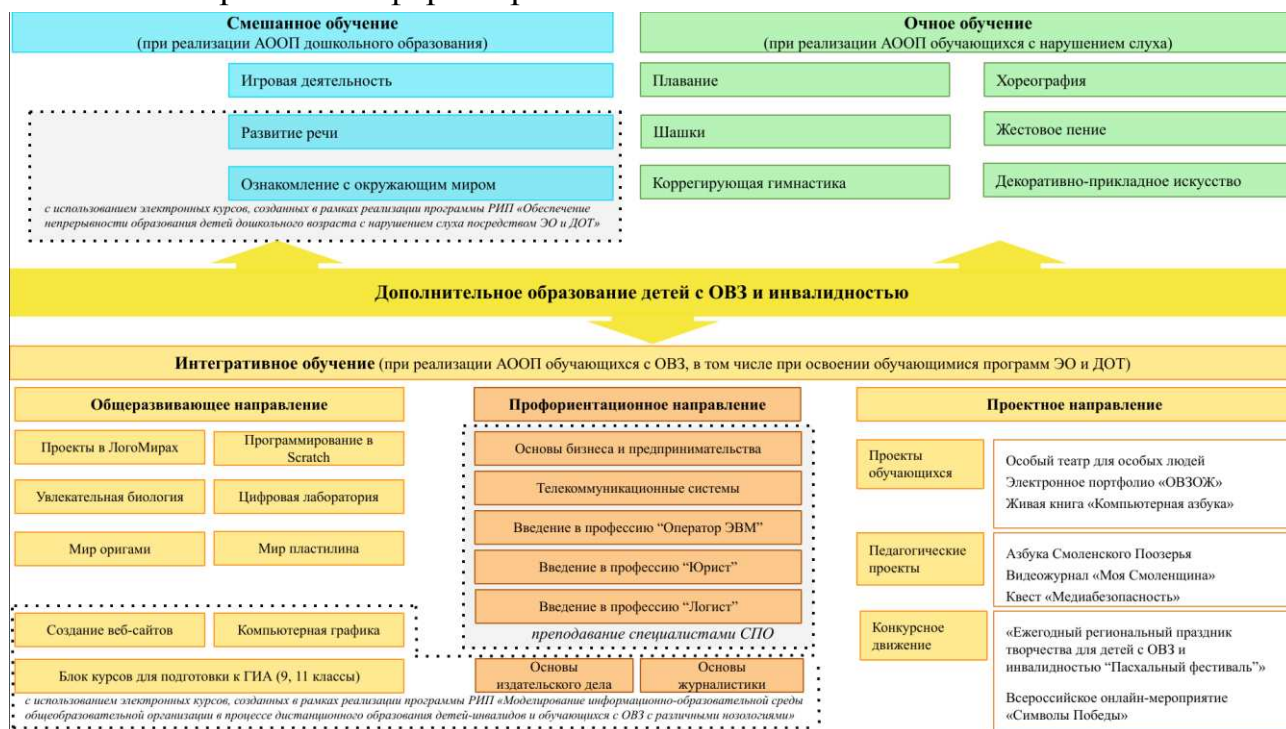 Смешанное обучение
(при реализации АООП дошкольного образования)
Игровая деятельность
Развитие речи
Ознакомление с окружающим миром
с использованием электронных курсов, созданных в рамках реализации программы РИП «Обеспечение
непрерывности образования детей дошкольного возраста с нарушением слуха посредством ЭО и ДОТ»
Очное обучение
(при реализации АООП обучающихся с нарушением слуха)
Плавание
Хореография
Шашки
Жестовое пение
Коррегирующая гимнастика
Декоративно-прикладное искусство
Дополнительное образование детей с ОВЗ и инвалидностью
Интегративное обучение (при реализации АООП обучающихся с ОВЗ, в том числе при освоении обучающимися программ ЭО и ДОТ)
Общеразвивающее направление
Проекты в ЛогоМирах
Программирование в
Scratch
Увлекательная биология
Цифровая лаборатория
Мир оригами
Мир пластилина
Создание веб-сайтов
Компьютерная графика
Блок курсов для подготовки к ГИА (9, 11 классы)
Профориентационное направление
Основы бизнеса и предпринимательства
Телекоммуникационные системы
Введение в профессию “Оператор ЭВМ”
Введение в профессию “Юрист”
Введение в профессию “Логист”
преподавание специалистами СПО
Основы
издательского дела
Основы
журналистики
с использованием электронных курсов, созданных в рамках реализации программы РИП «Моделирование информационно-образовательной среды
общеобразовательной организации в процессе дистанционного образования детей-инвалидов и обучающихся с ОВЗ с различными нозологиями»
Проектное направление
Проекты
обучающихся
Особый театр для особых людей
Электронное портфолио «ОВЗОЖ»
Живая книга «Компьютерная азбука»
Педагогические
проекты
Азбука Смоленского Поозерья
Видеожурнал «Моя Смоленщина»
Квест «Медиабезопасность»
Конкурсное
движение
«Ежегодный региональный праздник
творчества для детей с ОВЗ и
инвалидностью “Пасхальный фестиваль”»
Всероссийское онлайн-мероприятие
«Символы Победы»